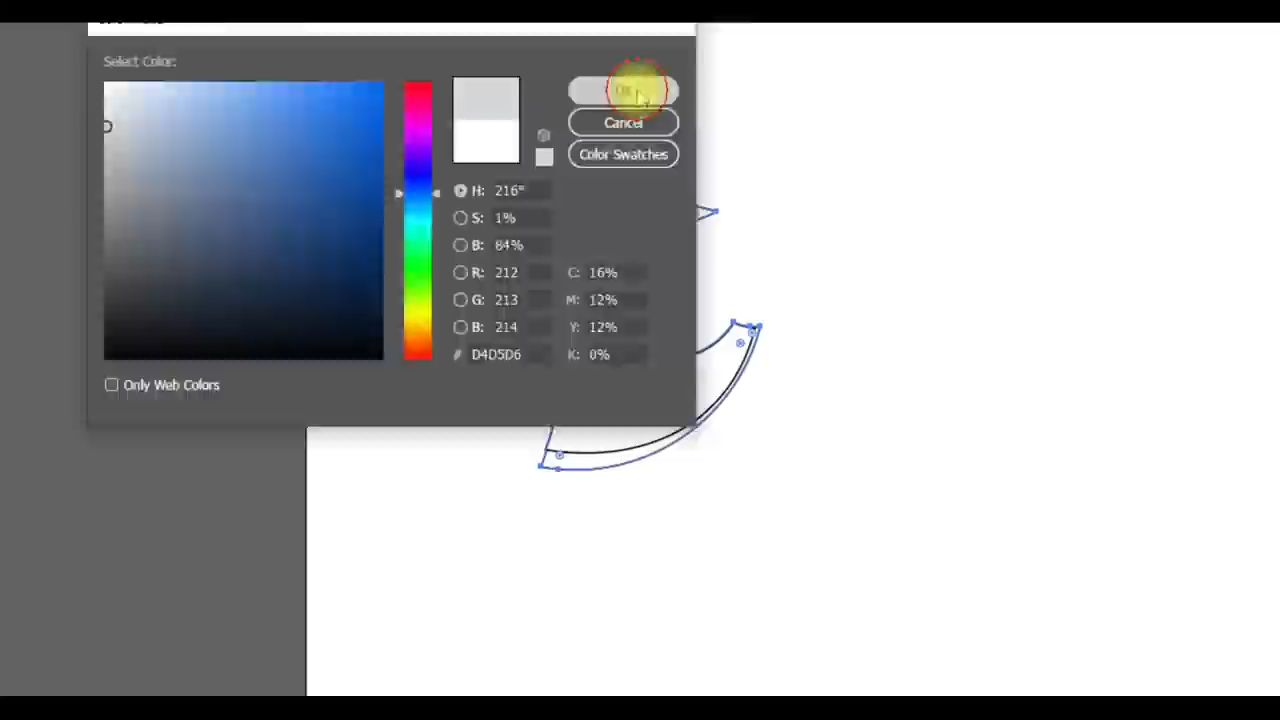 Select Color:
OK
Cancel
Color Swatches
H: 216°
S: 1%
B: 84%
R: 212 C: 16%
G: 213 M: 12%
B: 214 Y: 12%
# D4D5D6 K: 0%
Only Web Colors